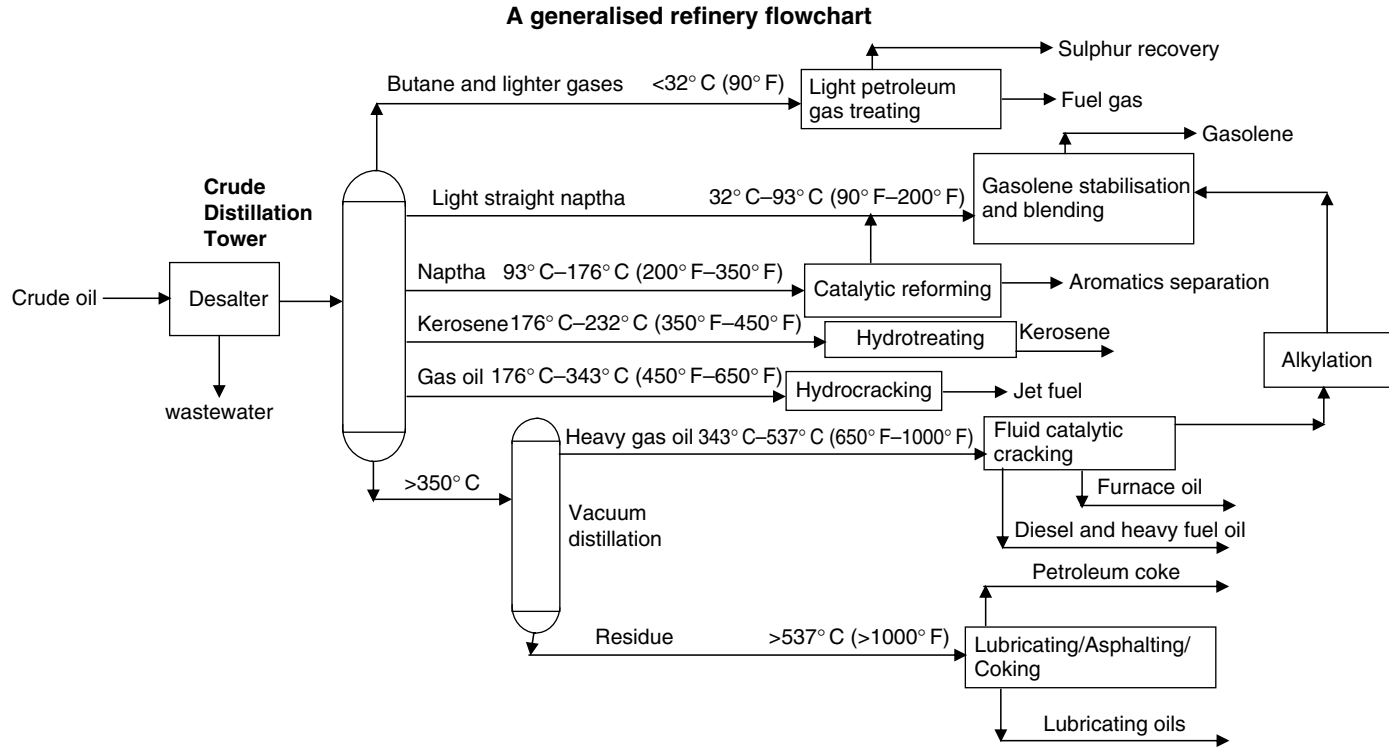 A generalised refinery flowchart
Sulphur recovery
Butane and lighter gases <32° C (90° F)
Light petroleum
gas treating
Fuel gas
Gasolene
Crude
Distillation
Tower
Light straight naptha 32° C–93° C (90° F–200° F)
Gasolene stabilisation
and blending
Naptha 93° C–176° C (200° F–350° F)
Catalytic reforming
Aromatics separation
Crude oil
Desalter
Kerosene 176° C–232° C (350° F–450° F)
Hydrotreating
Kerosene
Alkylation
Gas oil 176° C–343° C (450° F–650° F)
Hydrocracking
Jet fuel
wastewater
Heavy gas oil 343° C–537° C (650° F–1000° F)
Fluid catalytic
cracking
>350° C
Furnace oil
Vacuum
distillation
Diesel and heavy fuel oil
Petroleum coke
Residue >537° C (>1000° F)
Lubricating/Asphalting/
Coking
Lubricating oils